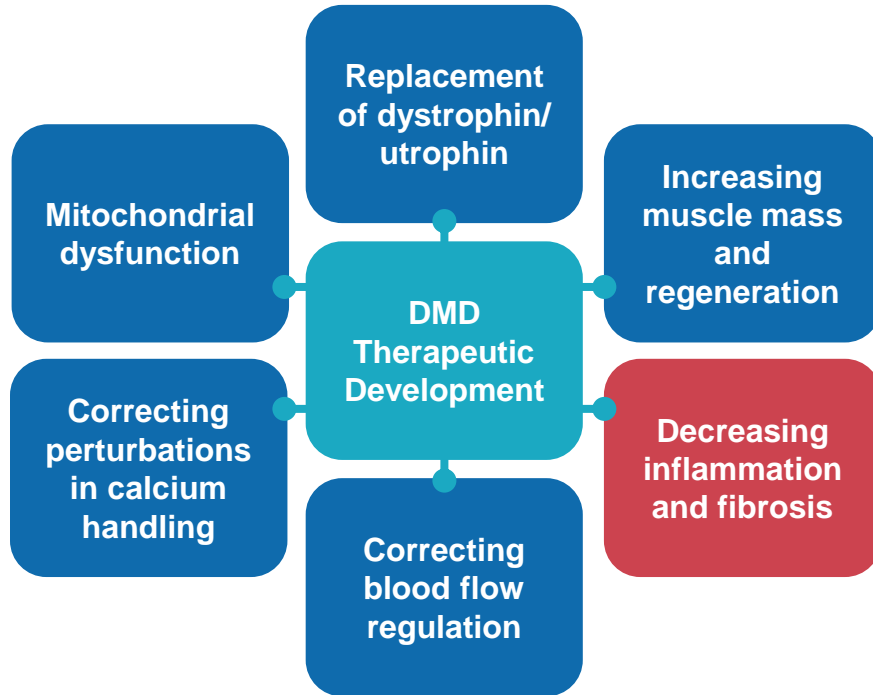 Replacement
of dystrophin/
utrophin
Mitochondrial
dysfunction
Increasing
muscle mass
and
regeneration
DMD
Therapeutic
Development
Correcting
perturbations
in calcium
handling
Decreasing
inflammation
and fibrosis
Correcting
blood flow
regulation